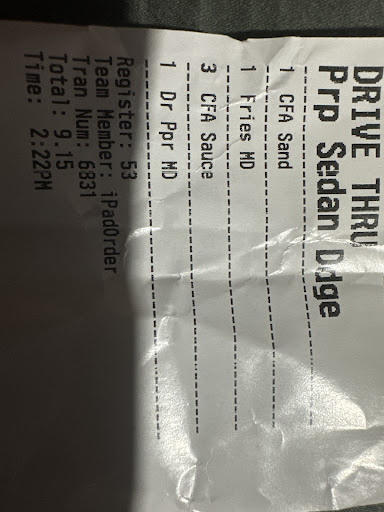 DRIVE THRU
Prp Sedan Ddge
1 CFA Sand
1 Fries MD
3 CFA Sauce
1 Dr Ppr MD
Register: 53
Team Member: iPadOrder
Tran Num: 6831
Total: 9.15
Time: 2:22PM